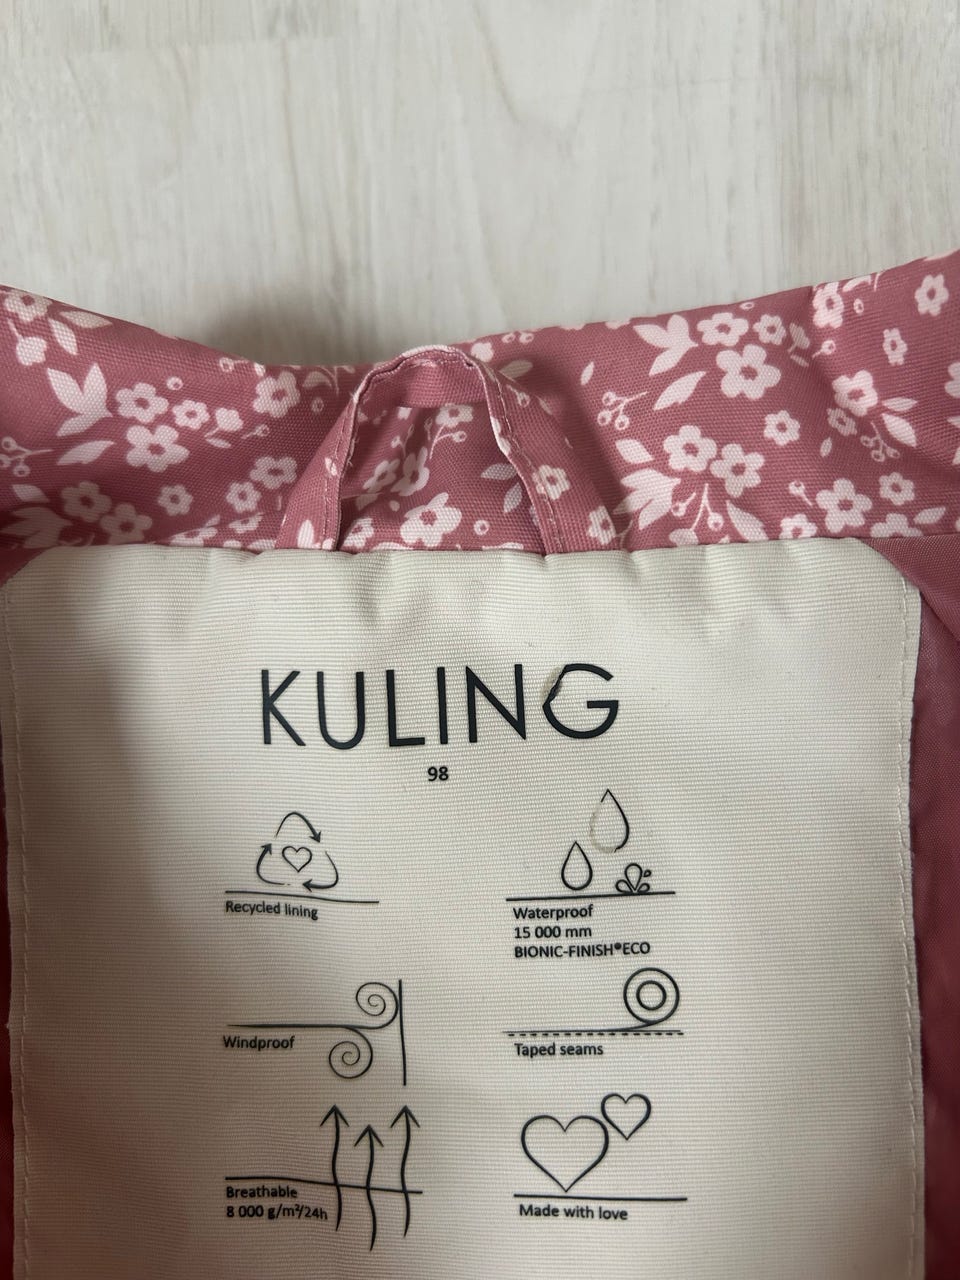 KULING
98
Recycled lining
Waterproof
15 000 mm
BIONIC-FINISH®ECO
Windproof
Taped seams
Breathable
8 000 g/m²/24h
Made with love